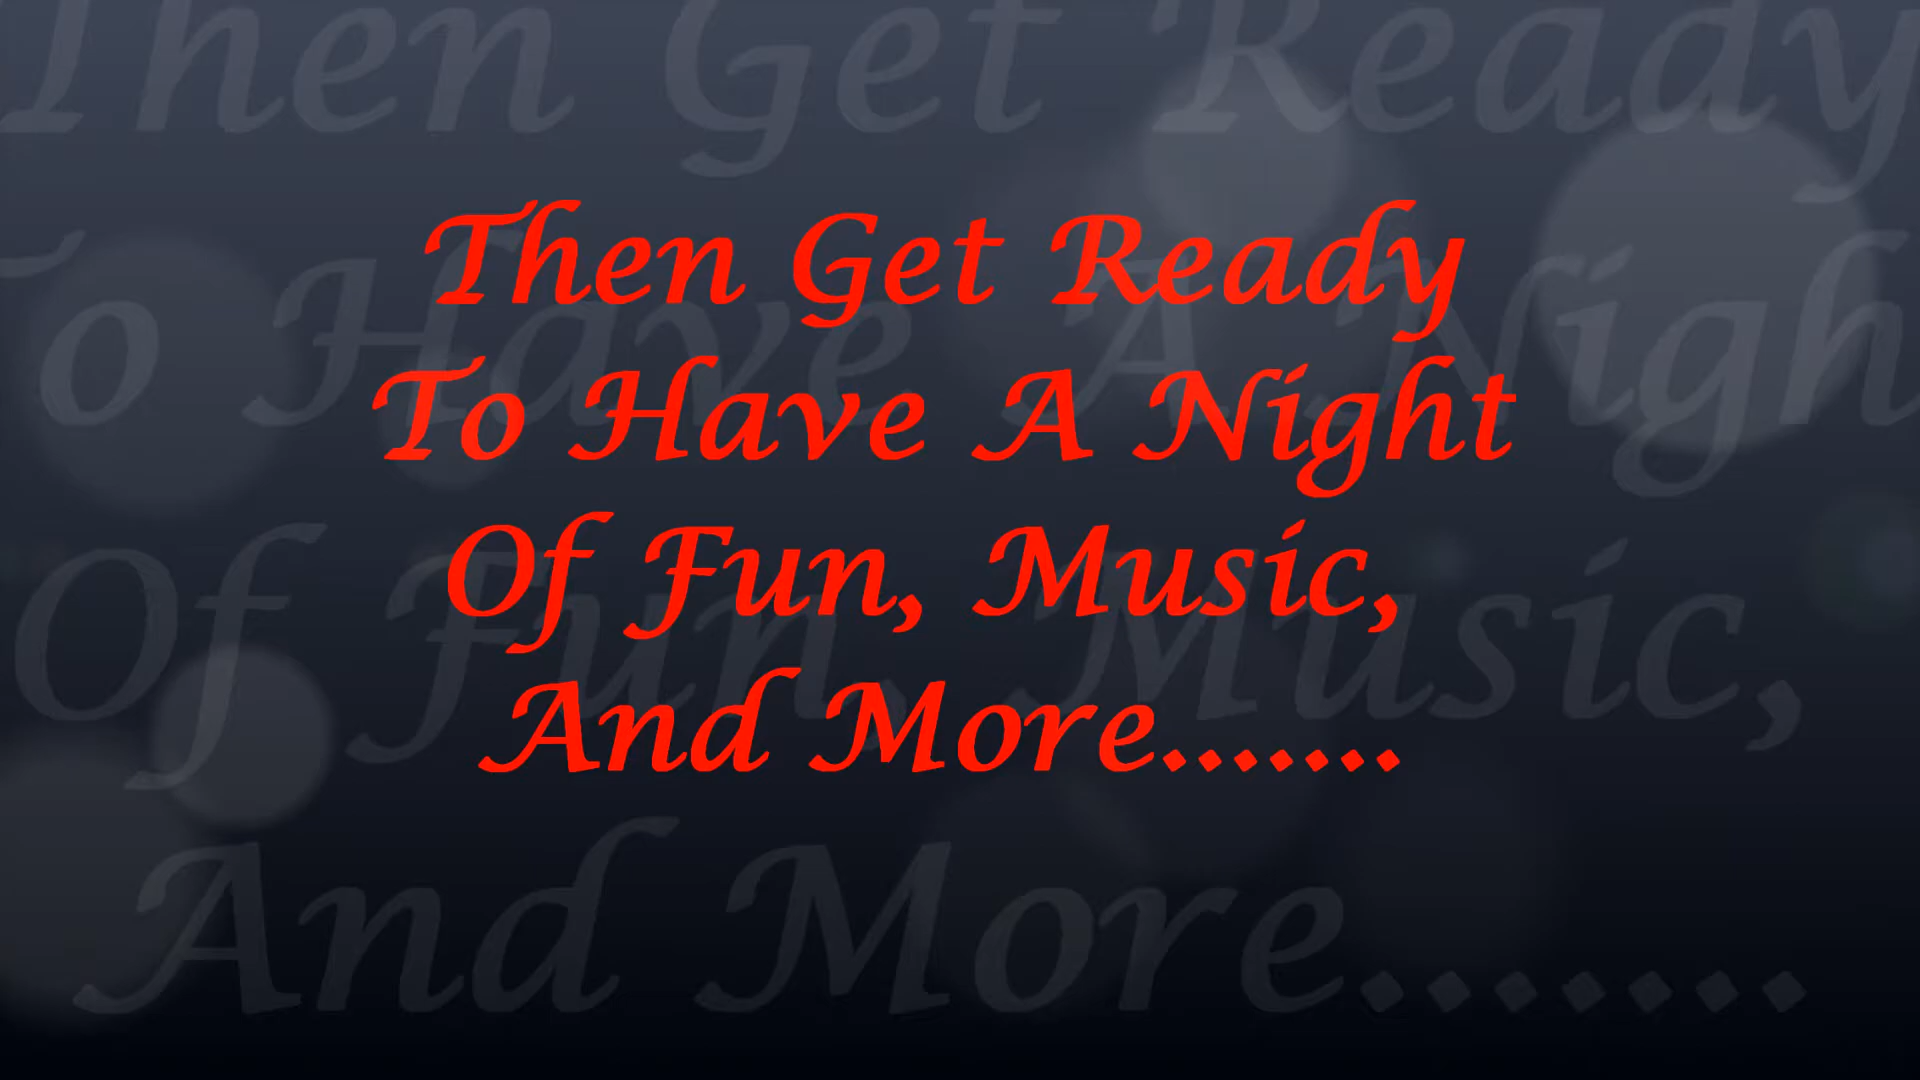 Then Get Ready
To Have A Night
Of Fun, Music,
And More.......